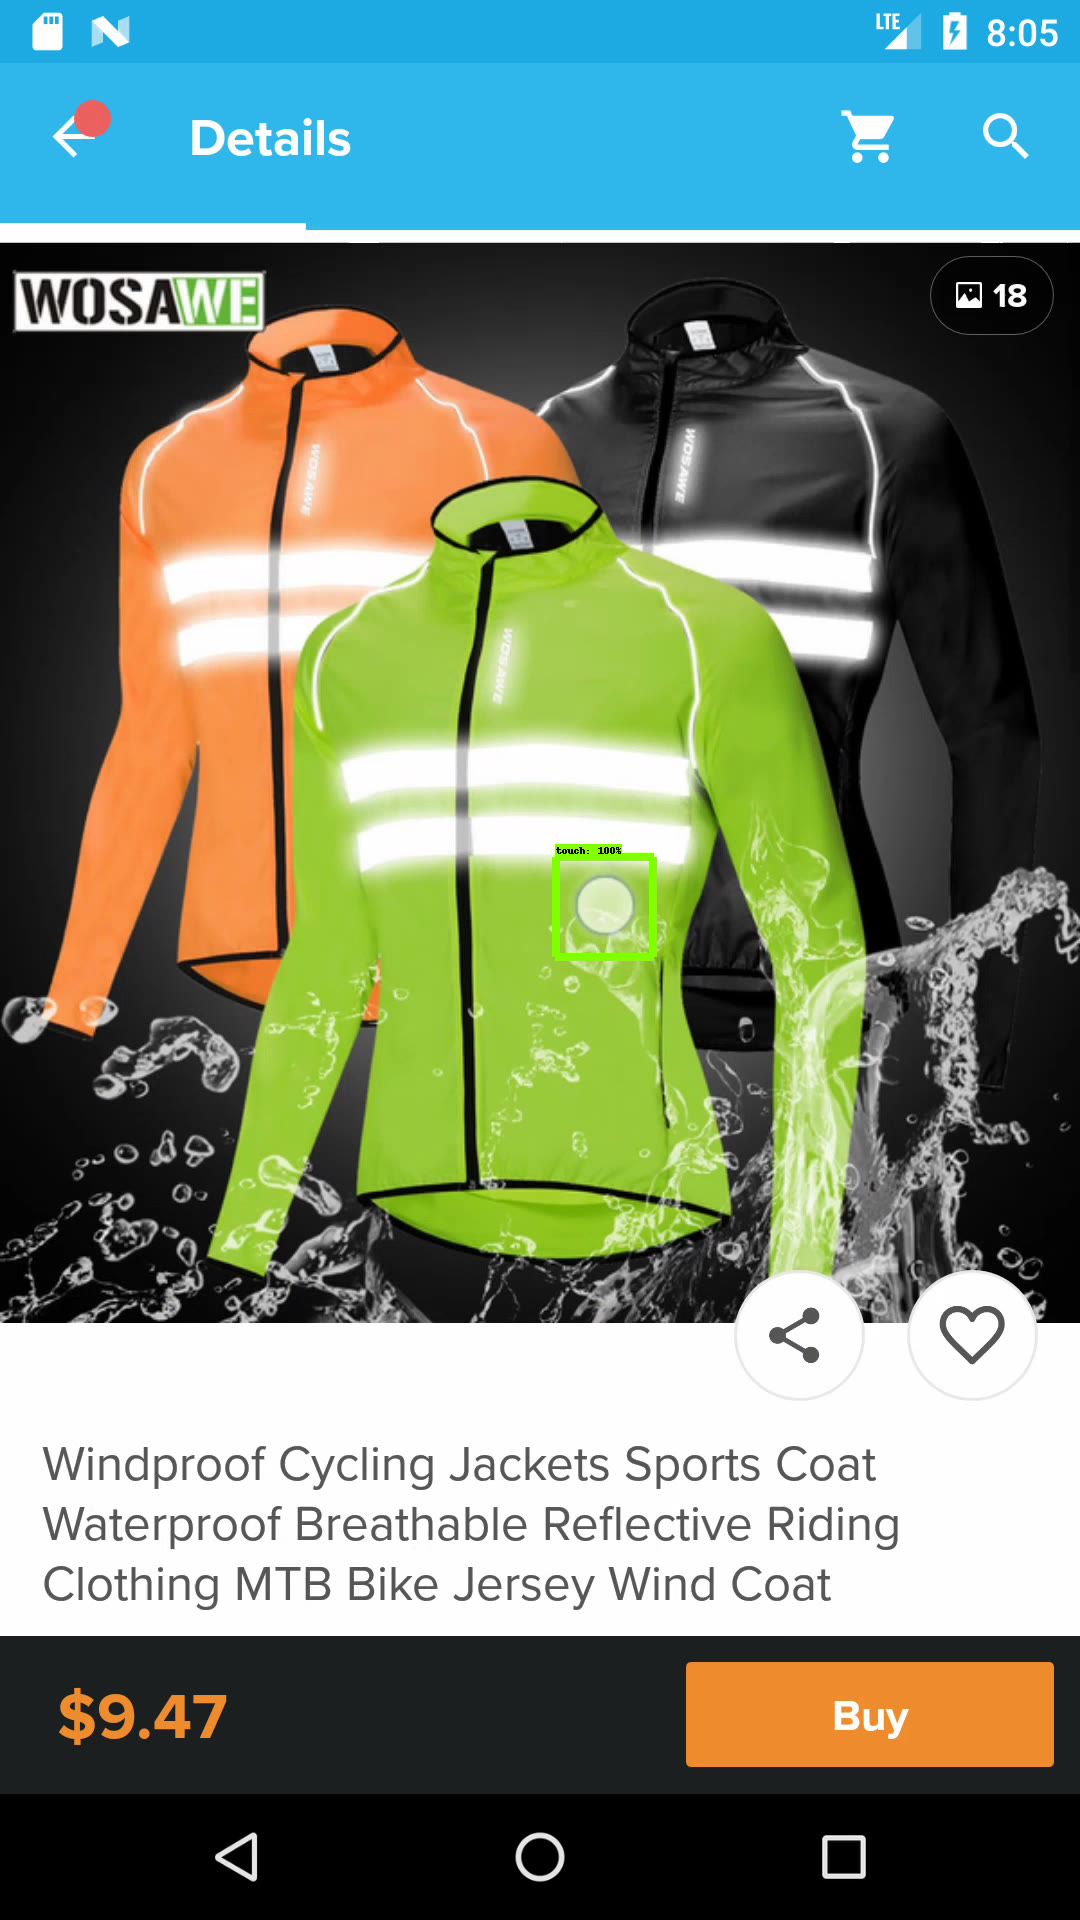 LTE 8:05
Details
WOSAWE
18
WOSAWE
WOSAWE
WOSAWE
touch: 100%
Windproof Cycling Jackets Sports Coat
Waterproof Breathable Reflective Riding
Clothing MTB Bike Jersey Wind Coat
$9.47
Buy